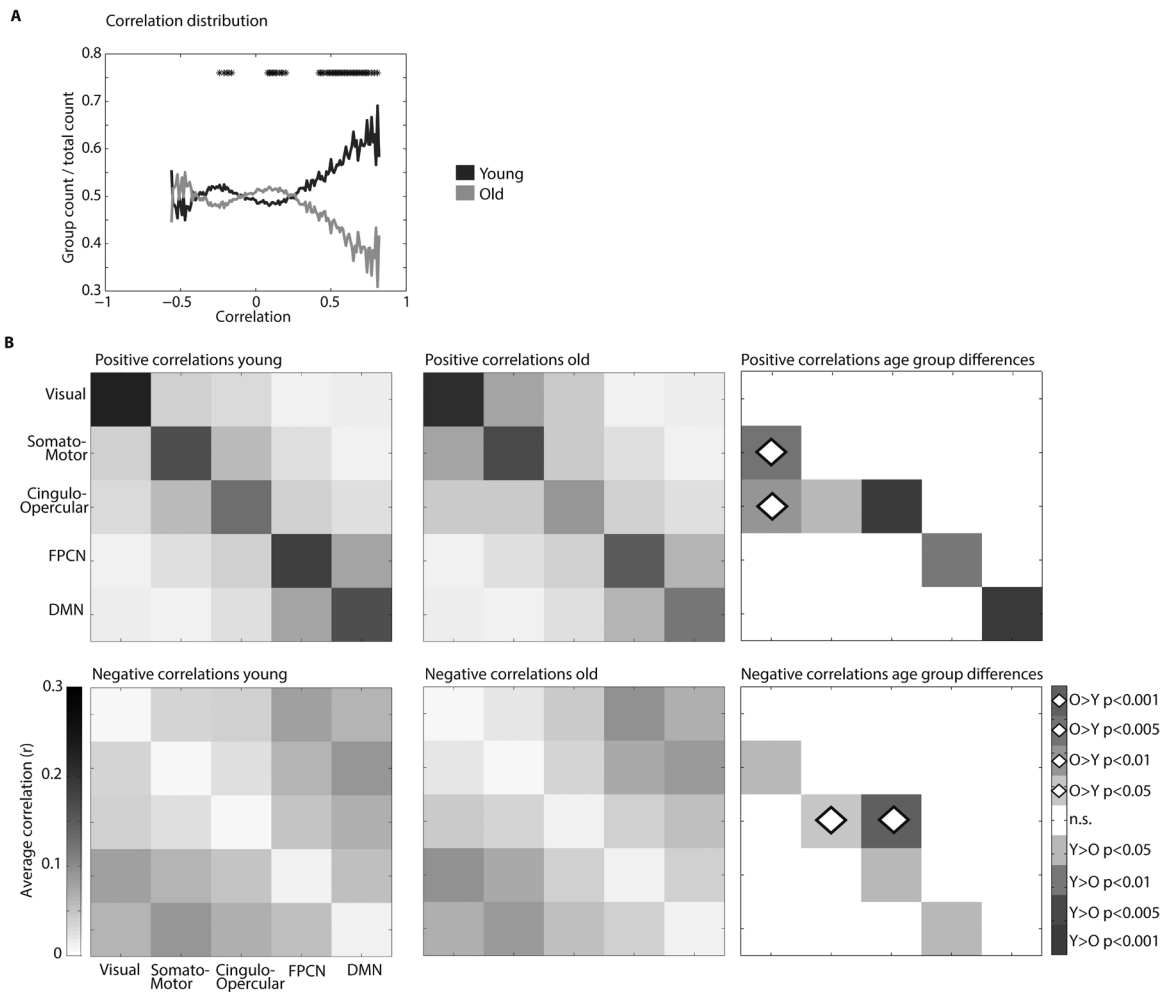 A
Correlation distribution
0.8
0.7
0.6
0.5
0.4
0.3
Group count / total count
−1
−0.5
0
0.5
1
Correlation
Young
Old
B
Positive correlations young
Positive correlations old
Positive correlations age group differences
Visual
Somato-
Motor
Cingulo-
Opercular
FPCN
DMN
Negative correlations young
Negative correlations old
Negative correlations age group differences
0.3
0.2
0.1
0
Average correlation (r)
Visual
Somato-
Motor
Cingulo-
Opercular
FPCN
DMN
O>Y p<0.001
O>Y p<0.005
O>Y p<0.01
O>Y p<0.05
n.s.
Y>O p<0.05
Y>O p<0.01
Y>O p<0.005
Y>O p<0.001